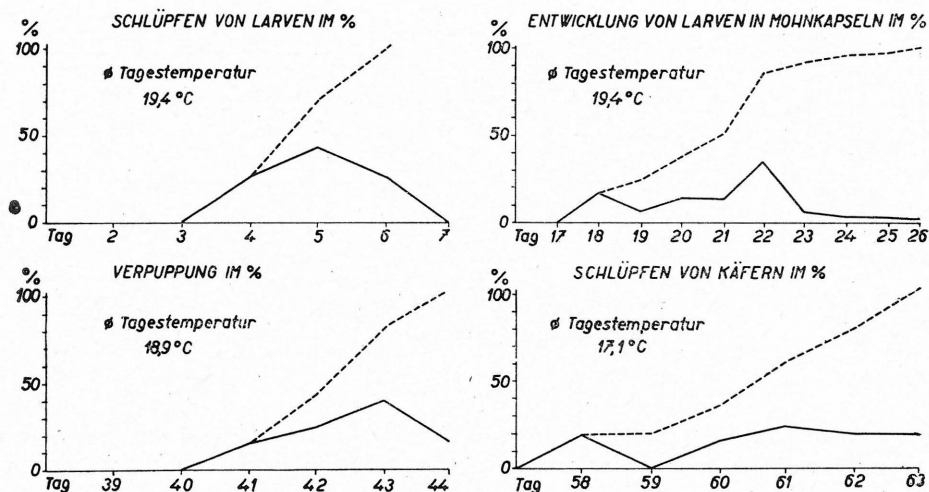 SCHLÜPFEN VON LARVEN IM %
%
100
ø Tagestemperatur
19,4 °C
50
0
Tag 2 3 4 5 6 7
ENTWICKLUNG VON LARVEN IN MOHNKAPSELN IM %
%
100
ø Tagestemperatur
19,4 °C
50
0
Tag 17 18 19 20 21 22 23 24 25 26
VERPUPPUNG IM %
%
100
ø Tagestemperatur
18,9 °C
50
0
Tag 39 40 41 42 43 44
SCHLÜPFEN VON KÄFERN IM %
%
100
ø Tagestemperatur
17,1 °C
50
0
Tag 58 59 60 61 62 63